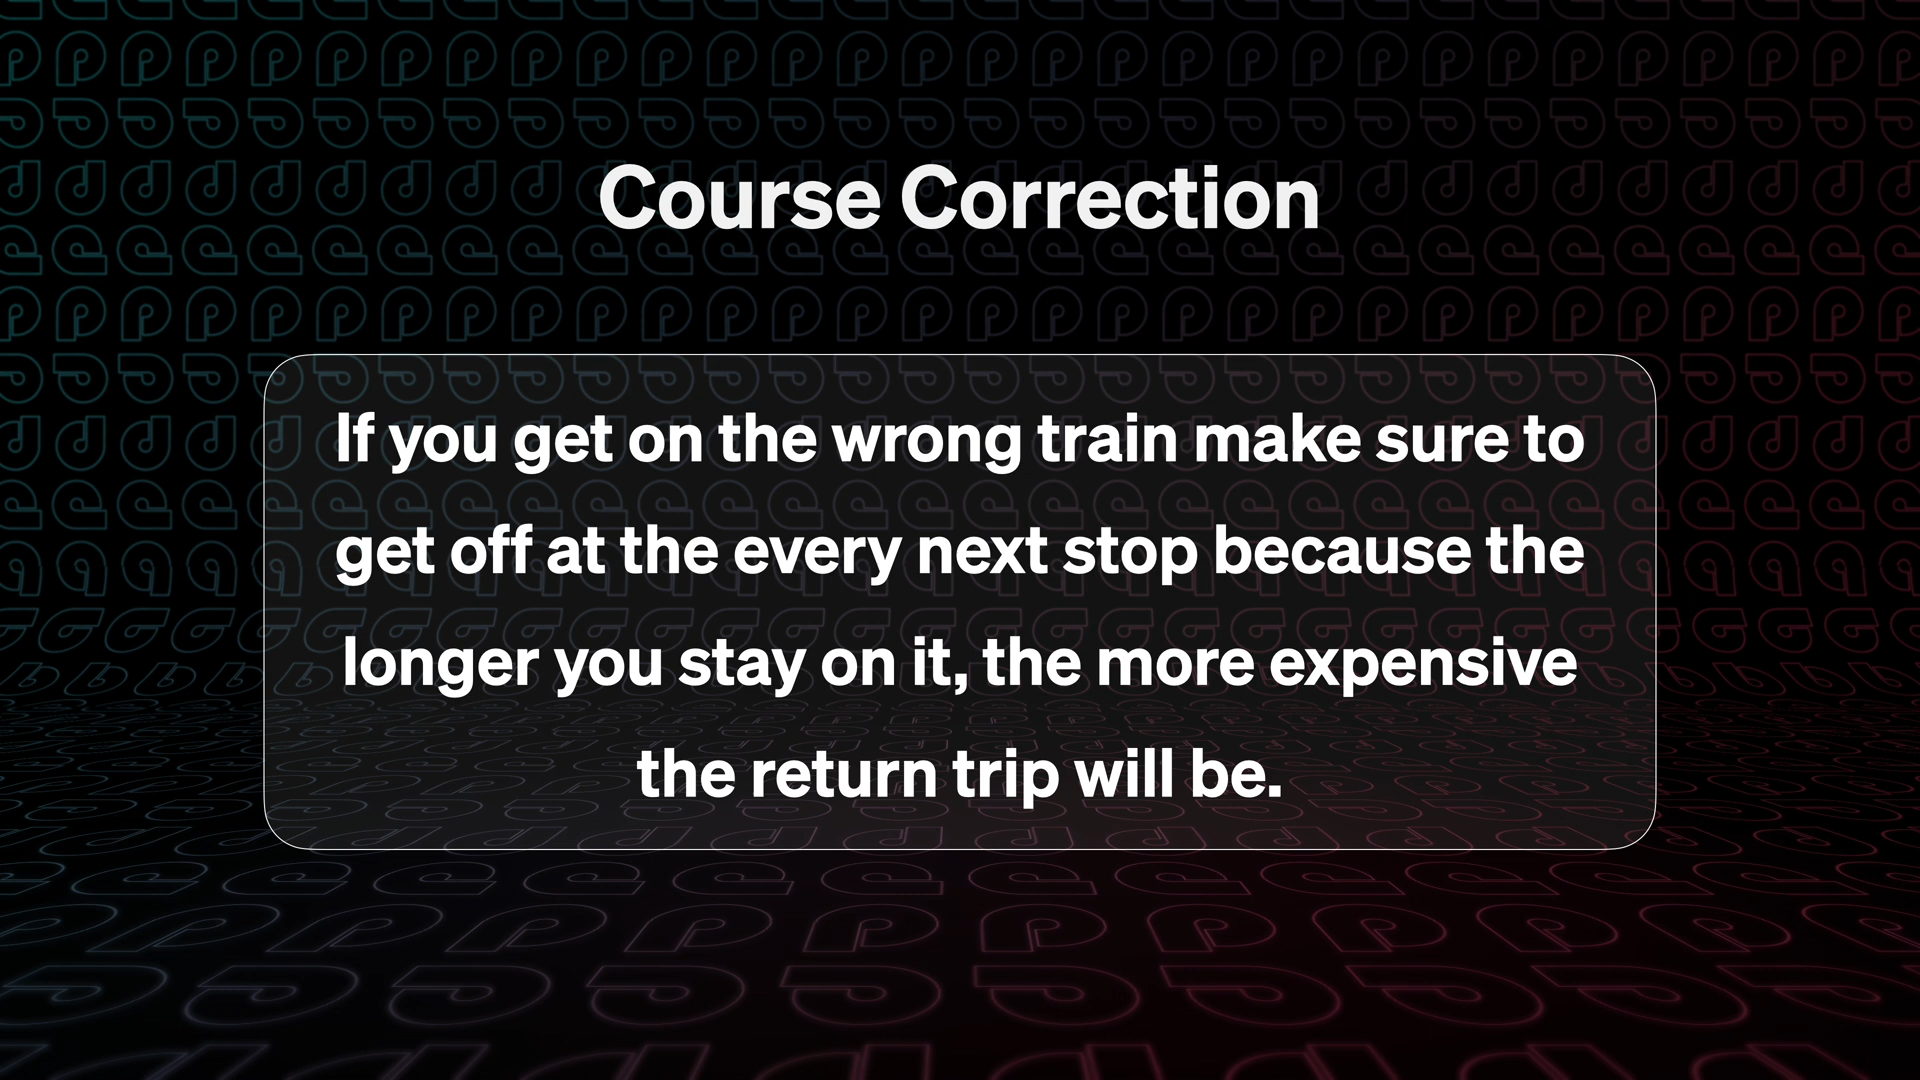 Course Correction
If you get on the wrong train make sure to
get off at the every next stop because the
longer you stay on it, the more expensive
the return trip will be.